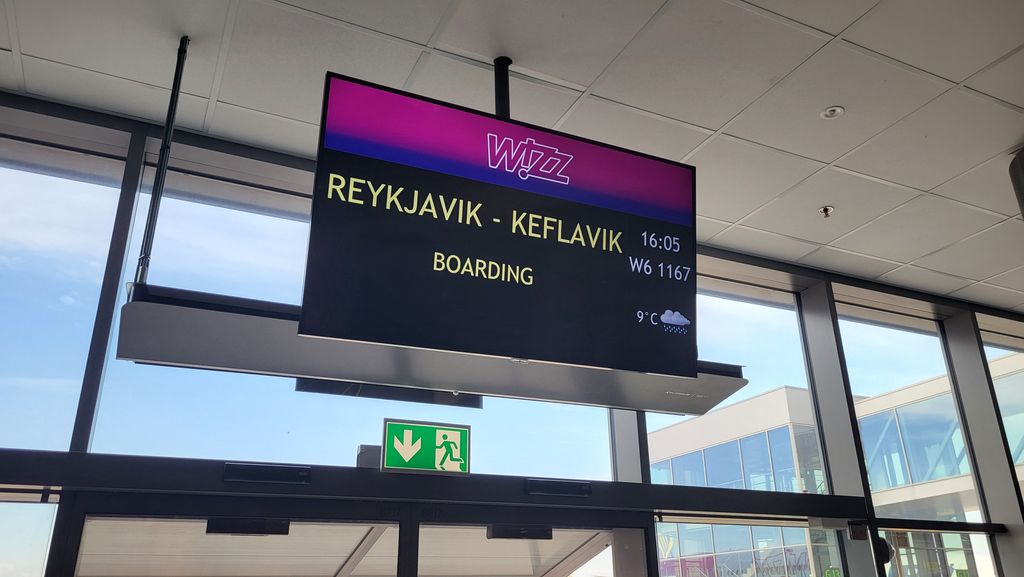 WIZZ
REYKJAVIK - KEFLAVIK
16:05
BOARDING
W6 1167
9°C